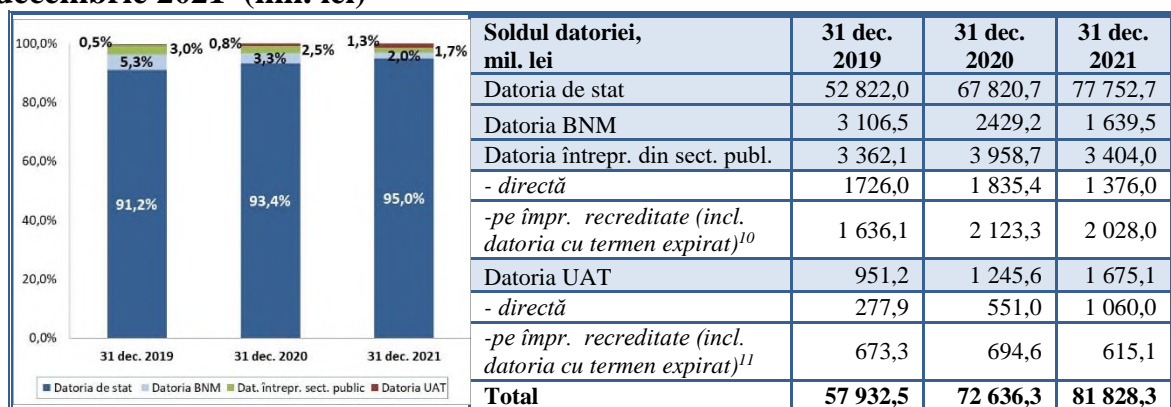 decembrie 2021 (mil. lei)
100,0%
80,0%
60,0%
40,0%
20,0%
0,0%
0,5%
3,0%
5,3%
91,2%
0,8%
2,5%
3,3%
93,4%
1,3%
1,7%
2,0%
95,0%
31 dec. 2019 31 dec. 2020 31 dec. 2021
Datoria de stat Datoria BNM Dat. întrepr. sect. public Datoria UAT
Soldul datoriei, 31 dec. 31 dec. 31 dec.
mil. lei 2019 2020 2021
Datoria de stat 52 822,0 67 820,7 77 752,7
Datoria BNM 3 106,5 2429,2 1 639,5
Datoria întrepr. din sect. publ. 3 362,1 3 958,7 3 404,0
- directă 1726,0 1 835,4 1 376,0
-pe împr. recreditate (incl.
datoria cu termen expirat)10 1 636,1 2 123,3 2 028,0
Datoria UAT 951,2 1 245,6 1 675,1
- directă 277,9 551,0 1 060,0
-pe împr. recreditate (incl.
datoria cu termen expirat)11 673,3 694,6 615,1
Total 57 932,5 72 636,3 81 828,3